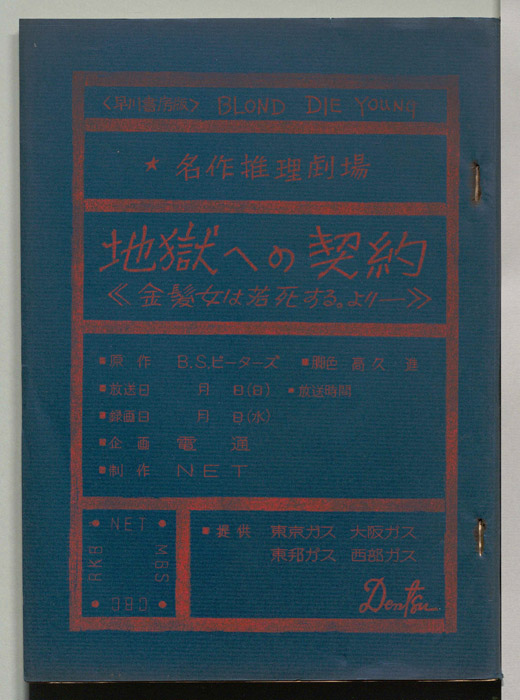 〈早川書房版〉 BLOND DIE YOUNG
★ 名作推理劇場
地獄への契約
≪金髪女は若死する。より―≫
■原作 B.S.ピーターズ ■脚色 高久 進
■放送日 月 日(日) ■放送時間
■録画日 月 日(水)
■企画 電通
■制作 NET
NET
MBS
CBC
RKB
■提供 東京ガス 大阪ガス
東邦ガス 西部ガス
Dentsu.